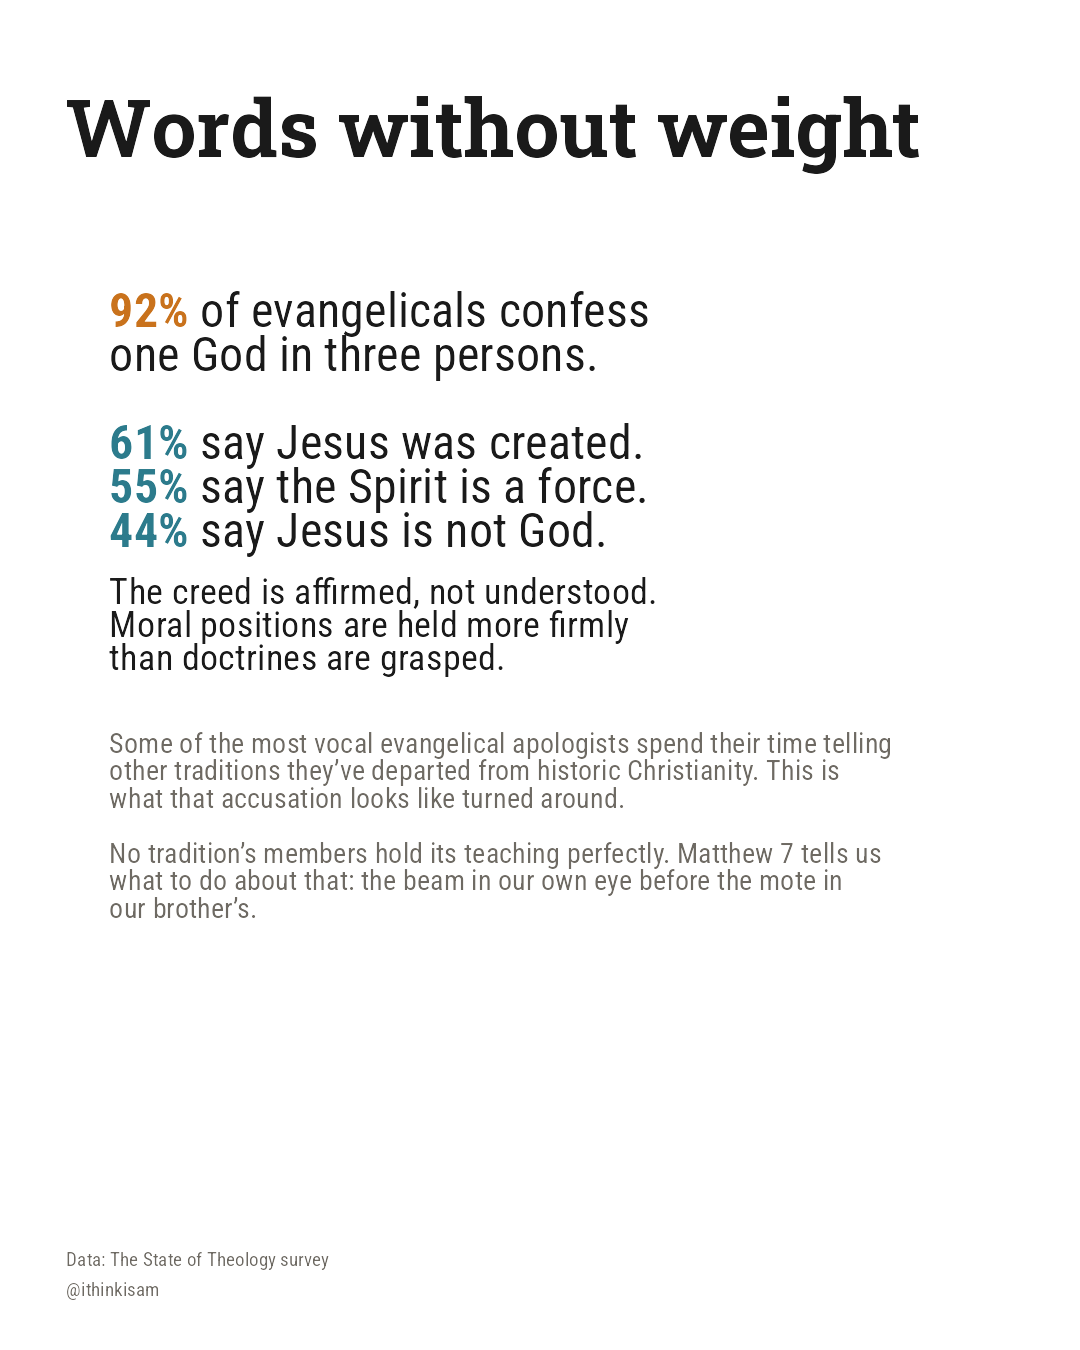 Words without weight
92% of evangelicals confess
one God in three persons.
61% say Jesus was created.
55% say the Spirit is a force.
44% say Jesus is not God.
The creed is affirmed, not understood.
Moral positions are held more firmly
than doctrines are grasped.
Some of the most vocal evangelical apologists spend their time telling
other traditions they’ve departed from historic Christianity. This is
what that accusation looks like turned around.
No tradition’s members hold its teaching perfectly. Matthew 7 tells us
what to do about that: the beam in our own eye before the mote in
our brother’s.
Data: The State of Theology survey
@ithinkisam